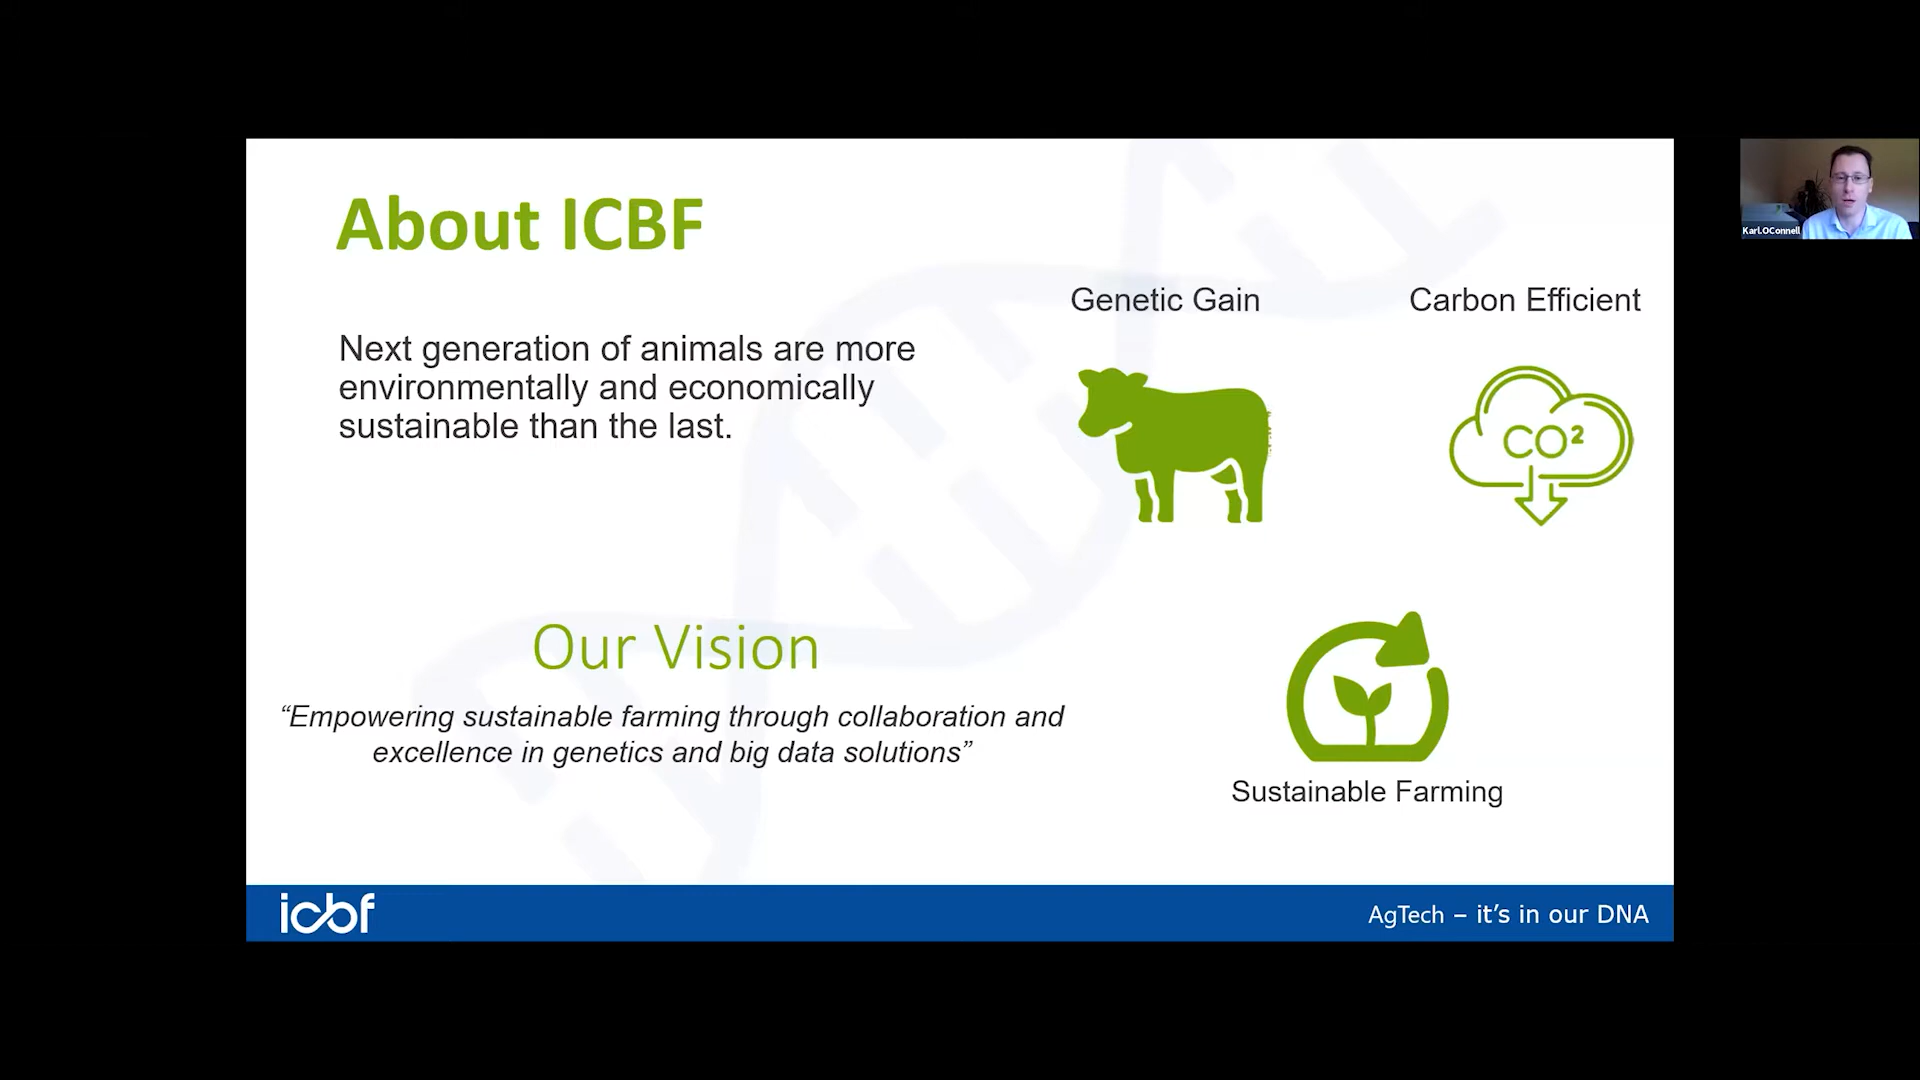 About ICBF
Next generation of animals are more
environmentally and economically
sustainable than the last.
Genetic Gain
Carbon Efficient
CO²
Our Vision
“Empowering sustainable farming through collaboration and
excellence in genetics and big data solutions”
Sustainable Farming
icbf
AgTech – it’s in our DNA
KarLOConnell